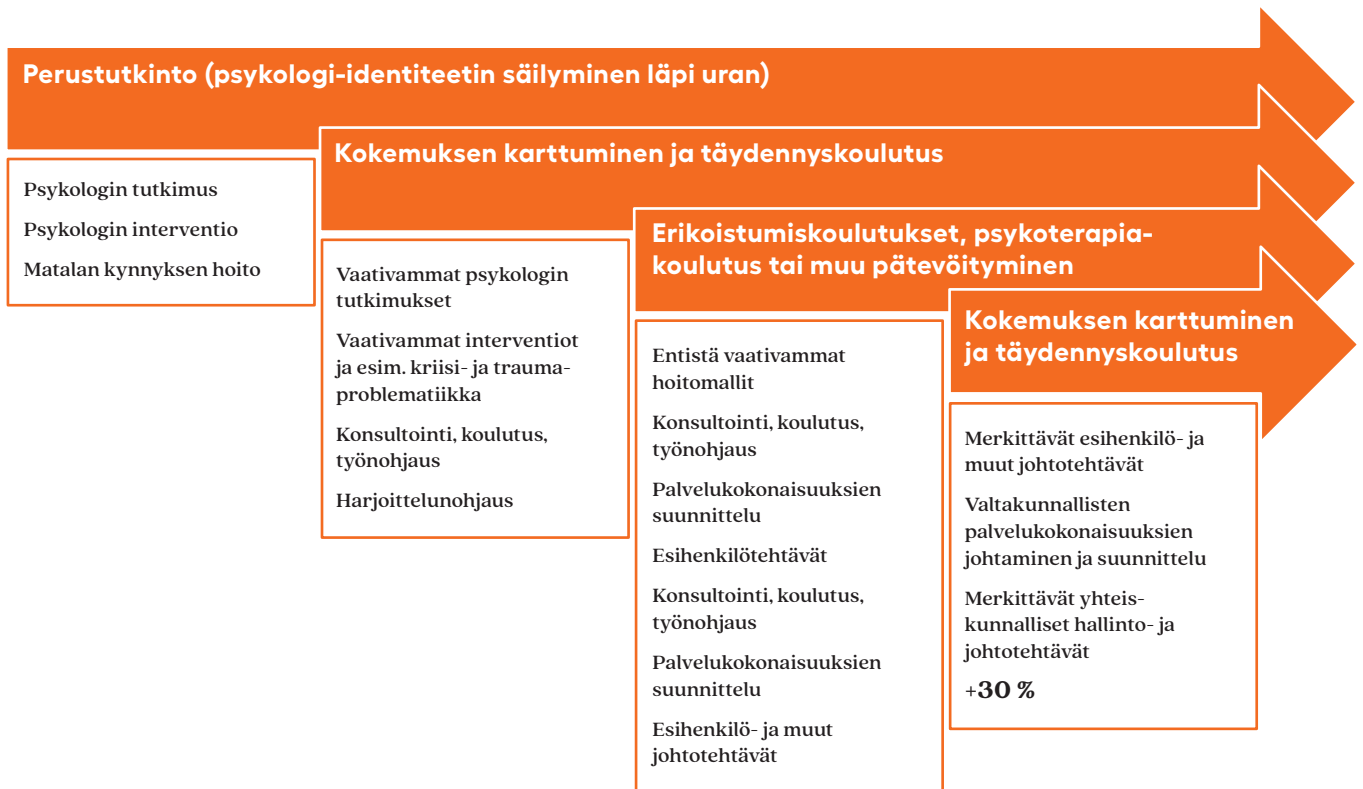 Perustutkinto (psykologi-identiteetin säilyminen läpi uran)
Psykologin tutkimus
Psykologin interventio
Matalan kynnyksen hoito
Kokemuksen karttuminen ja täydennyskoulutus
Vaativammat psykologin
tutkimukset
Vaativammat interventiot
ja esim. kriisi- ja trauma-
problematiikka
Konsultointi, koulutus,
työnohjaus
Harjoittelunohjaus
Erikoistumiskoulutukset, psykoterapia-
koulutus tai muu pätevöityminen
Entistä vaativammat
hoitomallit
Konsultointi, koulutus,
työnohjaus
Palvelukokonaisuuksien
suunnittelu
Esihenkilötehtävät
Konsultointi, koulutus,
työnohjaus
Palvelukokonaisuuksien
suunnittelu
Esihenkilö- ja muut
johtotehtävät
Kokemuksen karttuminen
ja täydennyskoulutus
Merkittävät esihenkilö- ja
muut johtotehtävät
Valtakunnallisten
palvelukokonaisuuksien
johtaminen ja suunnittelu
Merkittävät yhteis-
kunnalliset hallinto- ja
johtotehtävät
+30 %